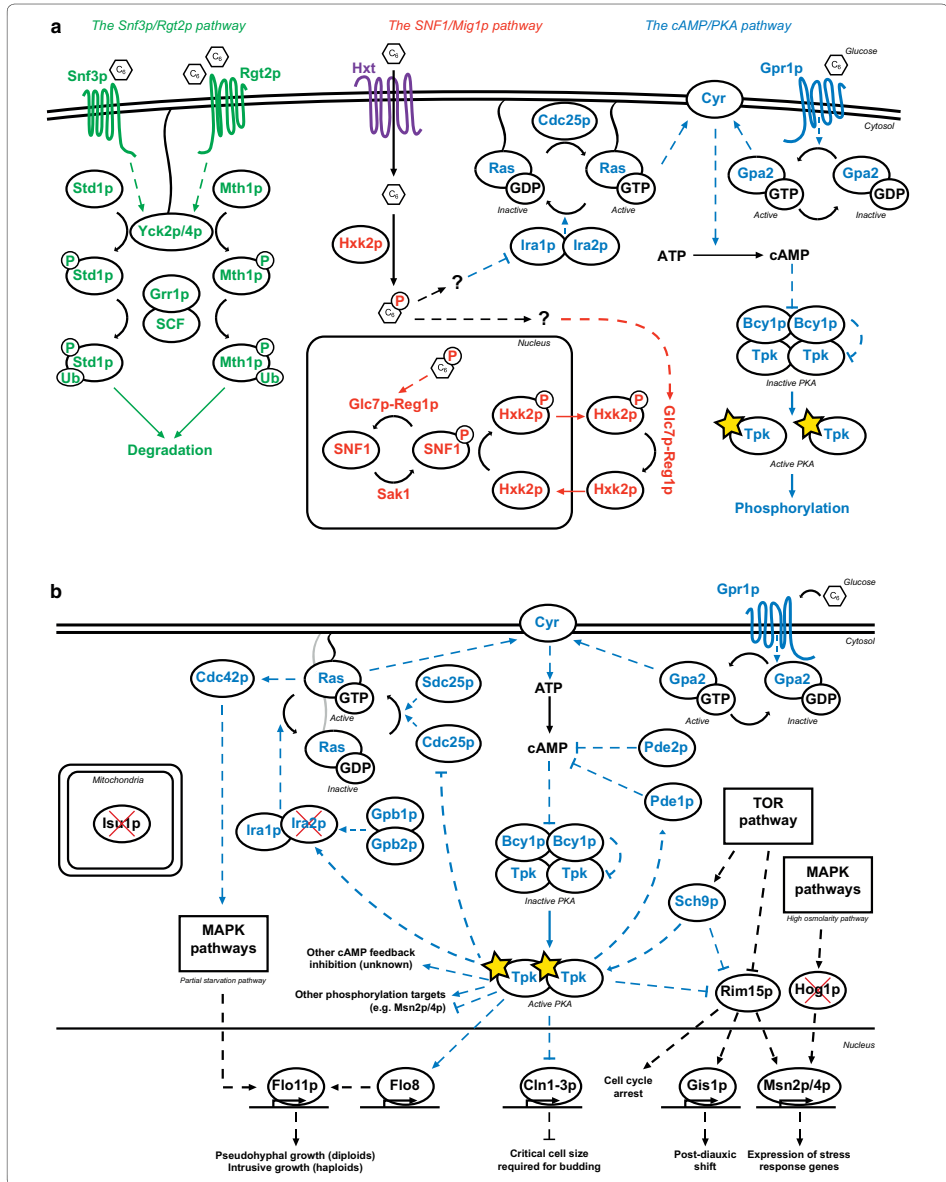 a
The Snf3p/Rgt2p pathway
The SNF1/Mig1p pathway
The cAMP/PKA pathway
Snf3p
C6
C6
C6
Rgt2p
Hxt
C6
Gpr1p
C6
Glucose
Cyr
Cytosol
Cdc25p
Ras
GDP
Inactive
Ras
GTP
Active
Gpa2
GTP
Active
Gpa2
GDP
Inactive
Std1p
Mth1p
Yck2p/4p
C6
Hxk2p
Ira1p
Ira2p
ATP
cAMP
P
Std1p
Grr1p
SCF
P
Mth1p
C6
P
?
?
Nucleus
Bcy1p
Bcy1p
Tpk
Tpk
Inactive PKA
P
Std1p
Ub
P
Mth1p
Ub
Degradation
C6
P
Glc7p-Reg1p
SNF1
SNF1
P
Sak1
Hxk2p
P
Hxk2p
P
Hxk2p
Hxk2p
Glc7p-Reg1p
Tpk
Tpk
Active PKA
Phosphorylation
b
Gpr1p
C6
Glucose
Cyr
Cytosol
Cdc42p
Ras
GTP
Active
Sdc25p
ATP
Gpa2
GTP
Active
Gpa2
GDP
Inactive
Ras
GDP
Inactive
Cdc25p
cAMP
Pde2p
Mitochondria
Isu1p
Ira1p
Ira2p
Gpb1p
Gpb2p
Pde1p
TOR
pathway
Bcy1p
Bcy1p
Tpk
Tpk
Inactive PKA
Sch9p
MAPK
pathways
High osmolarity pathway
MAPK
pathways
Partial starvation pathway
Other cAMP feedback
inhibition (unknown)
Other phosphorylation targets
(e.g. Msn2p/4p)
Tpk
Tpk
Active PKA
Rim15p
Hog1p
Nucleus
Flo11p
Flo8
Cln1-3p
Cell cycle
arrest
Gis1p
Msn2p/4p
Pseudohyphal growth (diploids)
Intrusive growth (haploids)
Critical cell size
required for budding
Post-diauxic
shift
Expression of stress
response genes